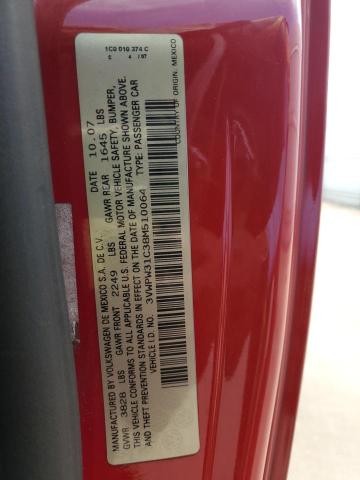 MANUFACTURED BY VOLKSWAGEN DE MEXICO S.A. DE C.V. DATE 10.07
GVWR 3828 LBS GAWR FRONT 2249 LBS GAWR REAR 1645 LBS
THIS VEHICLE CONFORMS TO ALL APPLICABLE U.S. FEDERAL MOTOR VEHICLE SAFETY, BUMPER,
AND THEFT PREVENTION STANDARDS IN EFFECT ON THE DATE OF MANUFACTURE SHOWN ABOVE.
VEHICLE I.D. NO.: 3VWPW31C38M510064 TYPE: PASSENGER CAR
COUNTRY OF ORIGIN: MEXICO
1C0 010 374 C
4 / 07